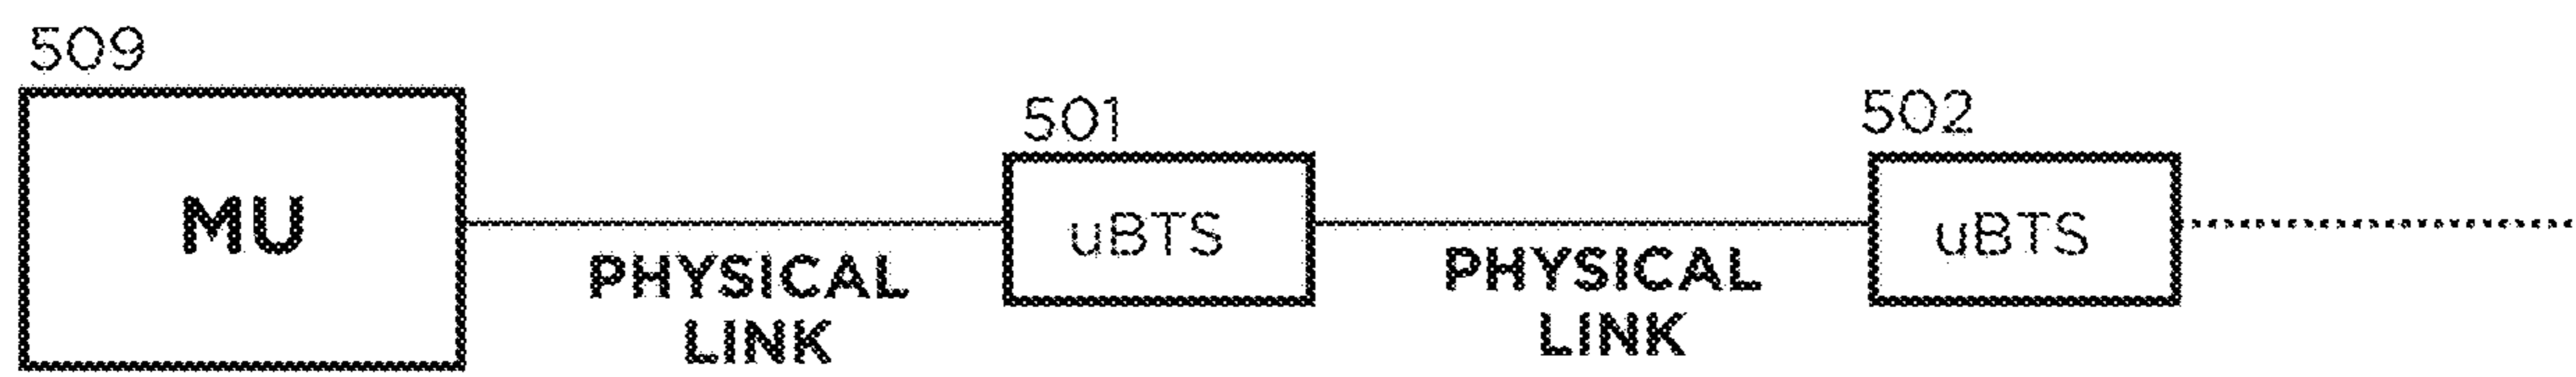 509
MU
PHYSICAL
LINK
501
uBTS
PHYSICAL
LINK
502
uBTS